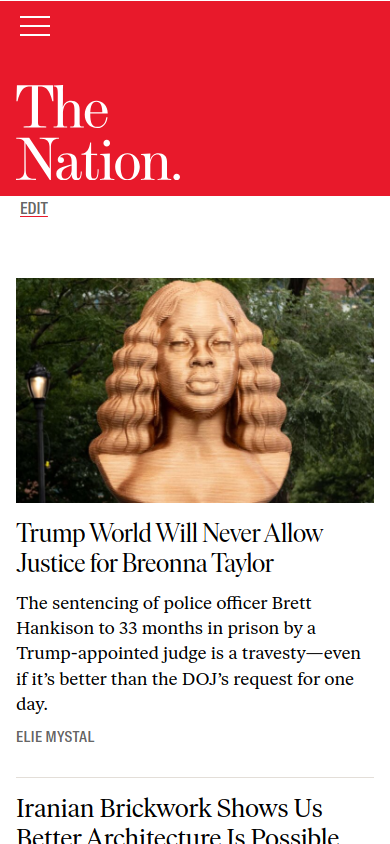 The
Nation.
EDIT
Trump World Will Never Allow
Justice for Breonna Taylor
The sentencing of police officer Brett
Hankison to 33 months in prison by a
Trump-appointed judge is a travesty—even
if it’s better than the DOJ’s request for one
day.
ELIE MYSTAL
Iranian Brickwork Shows Us
Better Architecture Is Possible